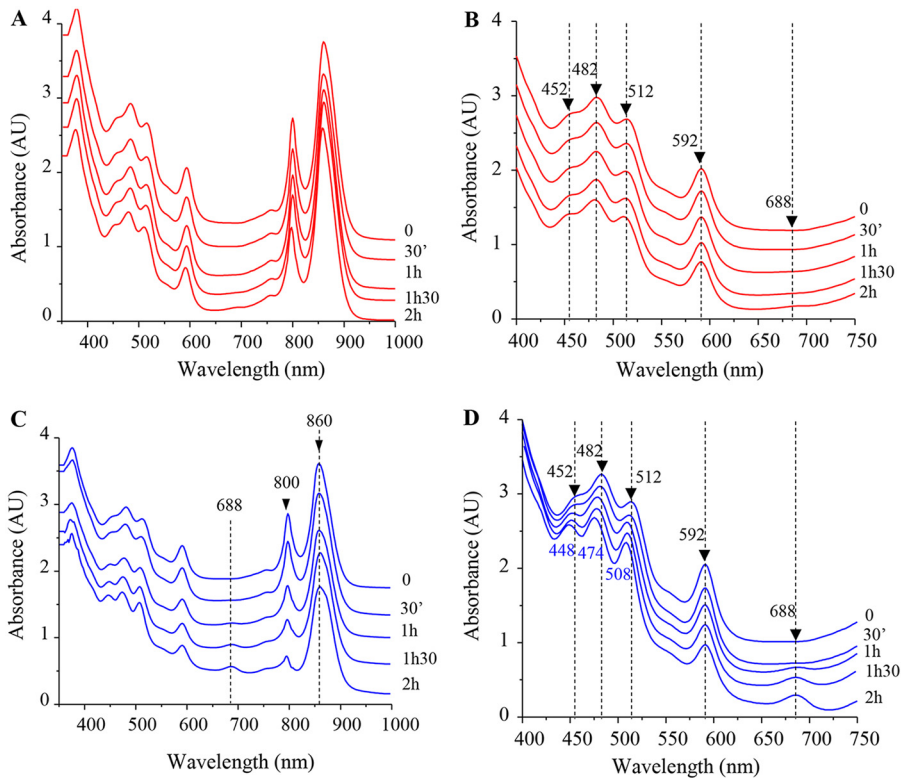 A
Absorbance (AU)
4
3
2
1
0
0
30'
1h
1h30
2h
400 500 600 700 800 900 1000
Wavelength (nm)
B
Absorbance (AU)
4
3
2
1
0
452
482
512
592
688
0
30'
1h
1h30
2h
400 450 500 550 600 650 700 750
Wavelength (nm)
C
Absorbance (AU)
4
3
2
1
0
688
800
860
0
30'
1h
1h30
2h
400 500 600 700 800 900 1000
Wavelength (nm)
D
Absorbance (AU)
4
3
2
1
0
452
482
512
592
688
448
474
508
0
30'
1h
1h30
2h
400 450 500 550 600 650 700 750
Wavelength (nm)